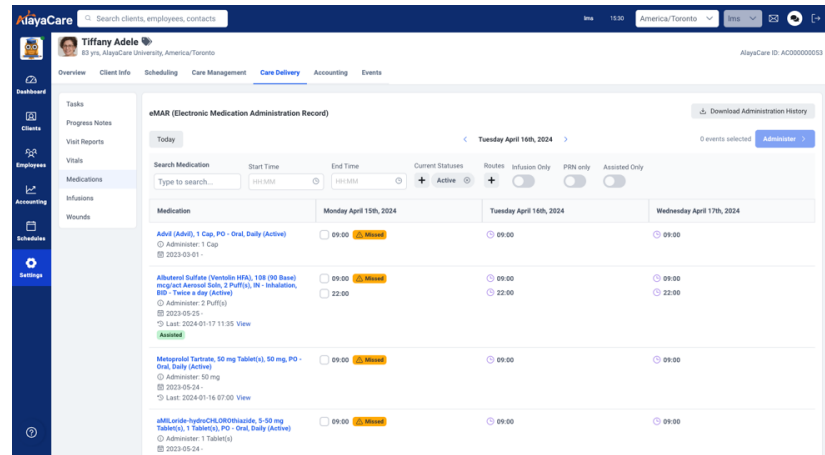 AlayaCare
Search clients, employees, contacts
lms
15:30
America/Toronto
lms
Tiffany Adele
83 yrs, AlayaCare University, America/Toronto
AlayaCare ID: AC000000053
Overview Client Info Scheduling Care Management Care Delivery Accounting Events
Dashboard
Clients
Employees
Accounting
Schedules
Settings
Tasks
Progress Notes
Visit Reports
Vitals
Medications
Infusions
Wounds
eMAR (Electronic Medication Administration Record)
Download Administration History
Today
Tuesday April 16th, 2024
0 events selected
Administer
Search Medication Start Time End Time Current Statuses Routes Infusion Only PRN only Assisted Only
Type to search... HH:MM HH:MM + Active +
Medication Monday April 15th, 2024 Tuesday April 16th, 2024 Wednesday April 17th, 2024
Advil (Advil), 1 Cap, PO - Oral, Daily (Active)
Administer: 1 Cap
2023-03-01 -
09:00 Missed 09:00 09:00
Albuterol Sulfate (Ventolin HFA), 108 (90 Base)
mcg/act Aerosol Soln, 2 Puff(s), IN - Inhalation,
BID - Twice a day (Active)
Administer: 2 Puff(s)
2023-05-25 -
Last: 2024-01-17 11:35 View
Assisted
09:00 Missed 09:00 09:00
22:00 22:00 22:00
Metoprolol Tartrate, 50 mg Tablet(s), 50 mg, PO -
Oral, Daily (Active)
Administer: 50 mg
2023-05-24 -
Last: 2024-01-16 07:00 View
09:00 Missed 09:00 09:00
aMILoride-hydroCHLOROthiazide, 5-50 mg
Tablet(s), 1 Tablet(s), PO - Oral, Daily (Active)
Administer: 1 Tablet(s)
2023-05-24 -
09:00 Missed 09:00 09:00